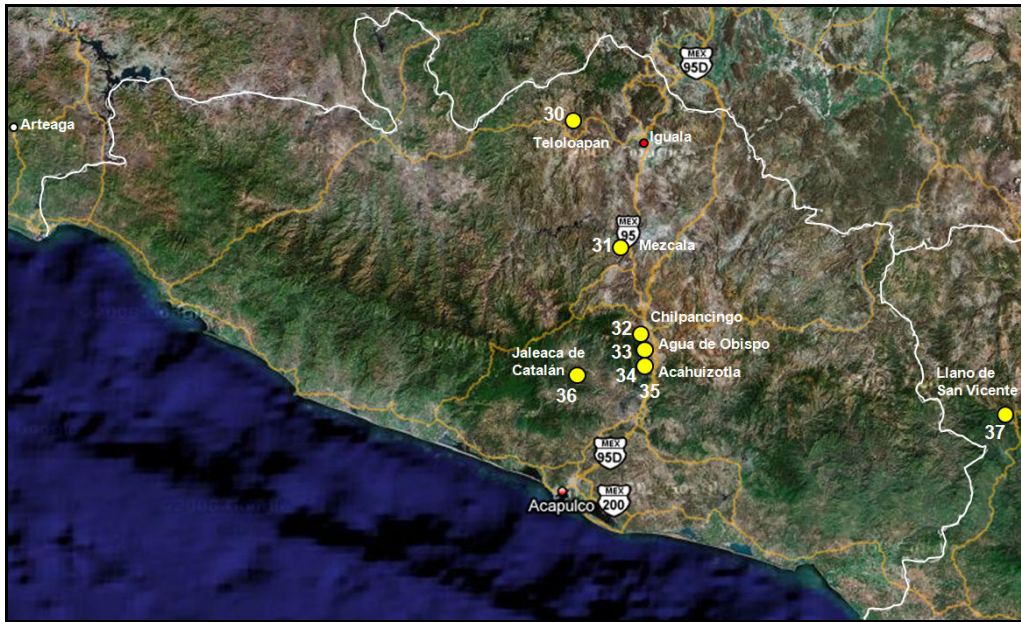 MEX
95D
30
Teloloapan
Arteaga
Iguala
MEX
95
31
Mezcala
Chilpancingo
32
Agua de Obispo
33
Jaleaca de
Catalán
34
Acahuizotla
35
36
Llano de
San Vicente
37
MEX
95D
MEX
200
Acapulco